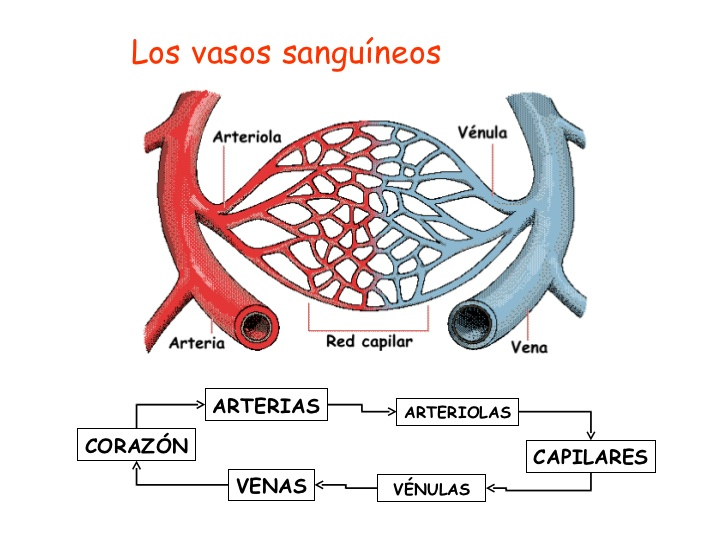 Los vasos sanguíneos
Arteriola
Vénula
Arteria
Red capilar
Vena
ARTERIAS
ARTERIOLAS
CORAZÓN
CAPILARES
VENAS
VÉNULAS